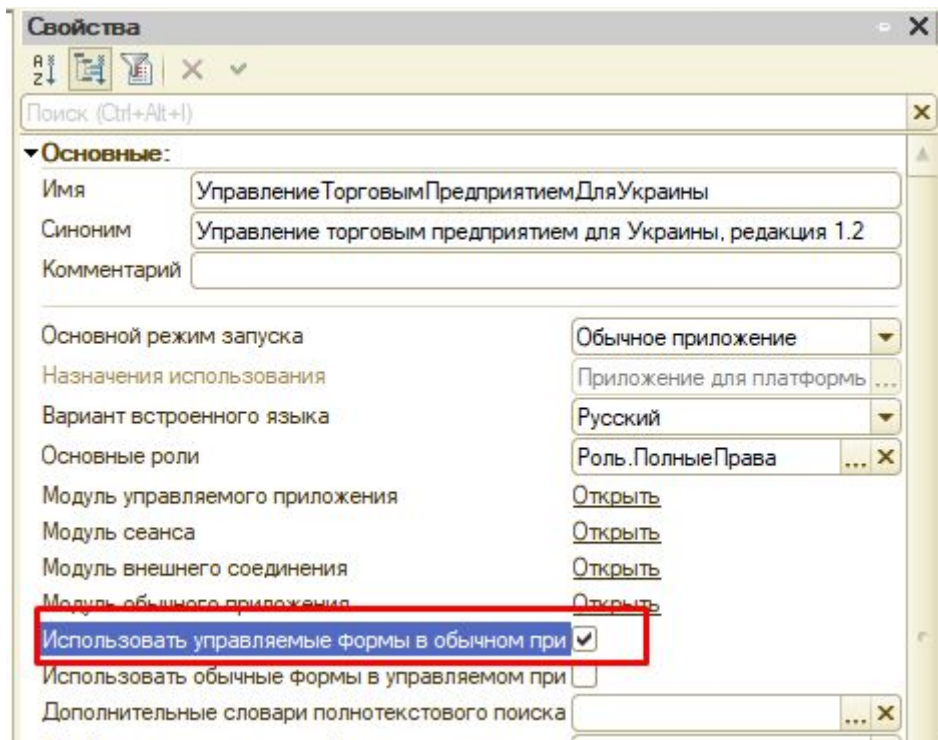 Свойства
Поиск (Ctrl+Alt+I)
Основные:
Имя УправлениеТорговымПредприятиемДляУкраины
Синоним Управление торговым предприятием для Украины, редакция 1.2
Комментарий
Основной режим запуска Обычное приложение
Назначения использования Приложение для платформы ...
Вариант встроенного языка Русский
Основные роли Роль.ПолныеПрава ...
Модуль управляемого приложения Открыть
Модуль сеанса Открыть
Модуль внешнего соединения Открыть
Модуль обычного приложения Открыть
Использовать управляемые формы в обычном при
Использовать обычные формы в управляемом при
Дополнительные словари полнотекстового поиска ...